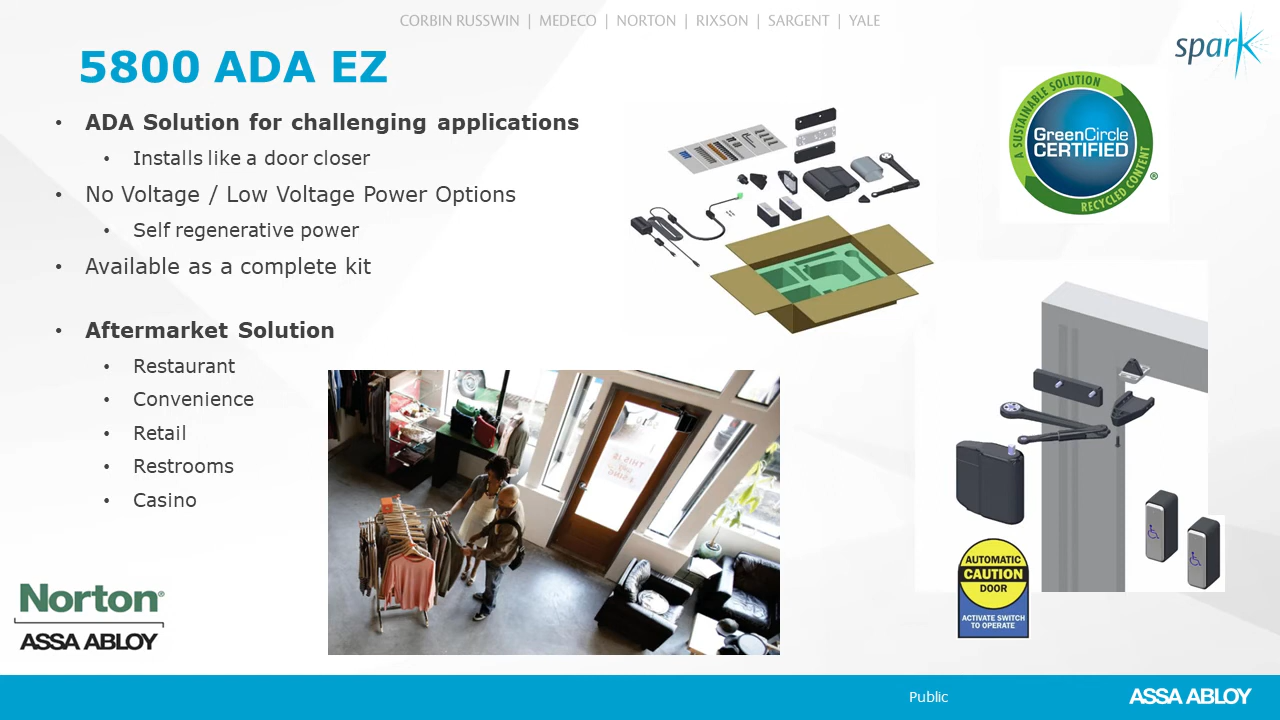 CORBIN RUSSWIN | MEDECO | NORTON | RIXSON | SARGENT | YALE
spark
5800 ADA EZ
• ADA Solution for challenging applications
• Installs like a door closer
• No Voltage / Low Voltage Power Options
• Self regenerative power
• Available as a complete kit
• Aftermarket Solution
• Restaurant
• Convenience
• Retail
• Restrooms
• Casino
A SUSTAINABLE SOLUTION
GreenCircle
CERTIFIED
RECYCLED CONTENT
®
AUTOMATIC
CAUTION
DOOR
ACTIVATE SWITCH
TO OPERATE
Norton®
ASSA ABLOY
Public
ASSA ABLOY